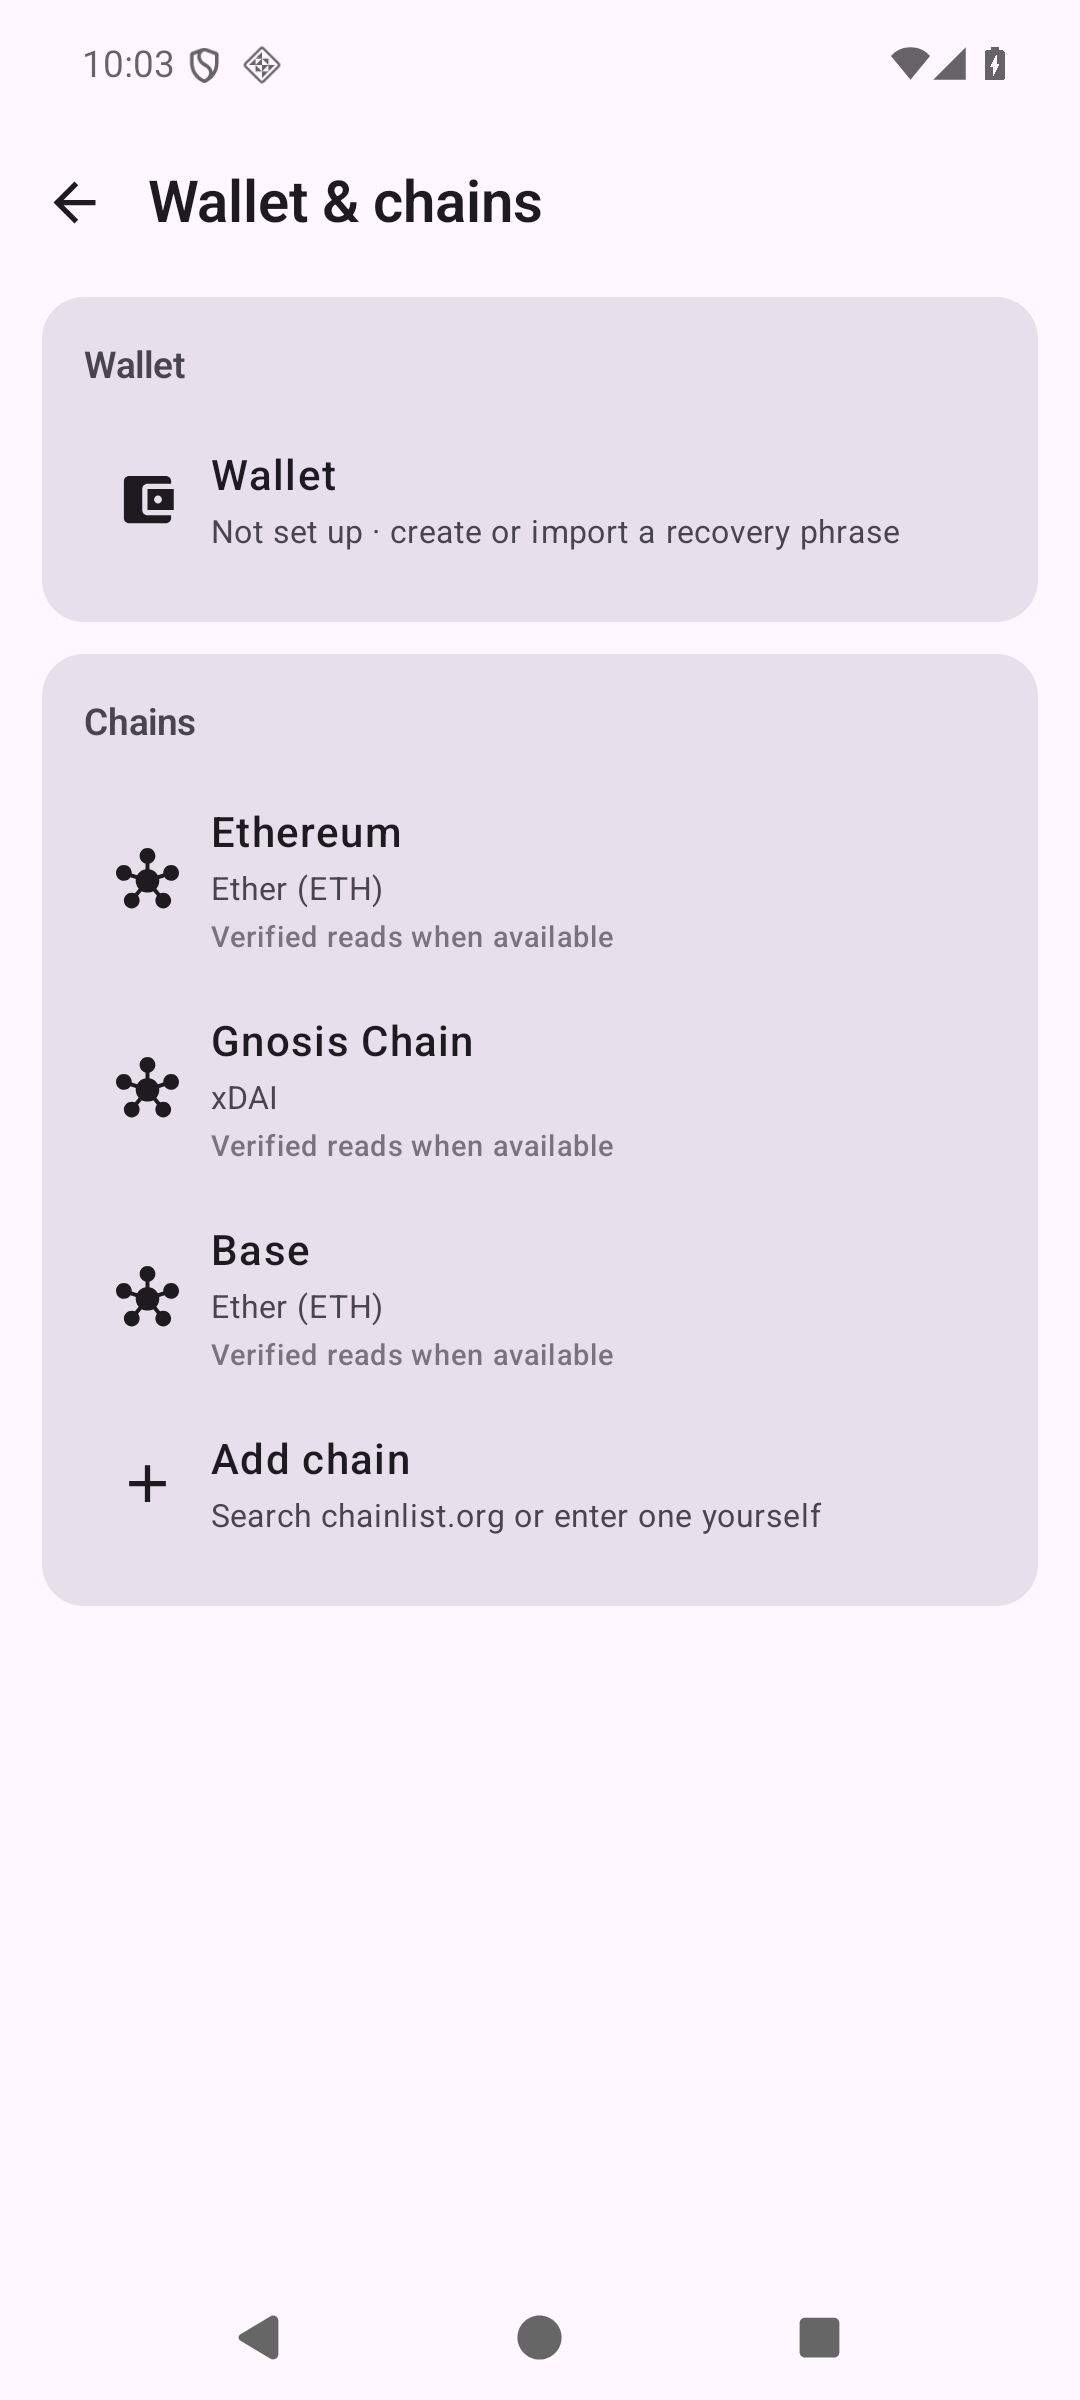 10:03
Wallet & chains
Wallet
Wallet
Not set up · create or import a recovery phrase
Chains
Ethereum
Ether (ETH)
Verified reads when available
Gnosis Chain
xDAI
Verified reads when available
Base
Ether (ETH)
Verified reads when available
Add chain
Search chainlist.org or enter one yourself